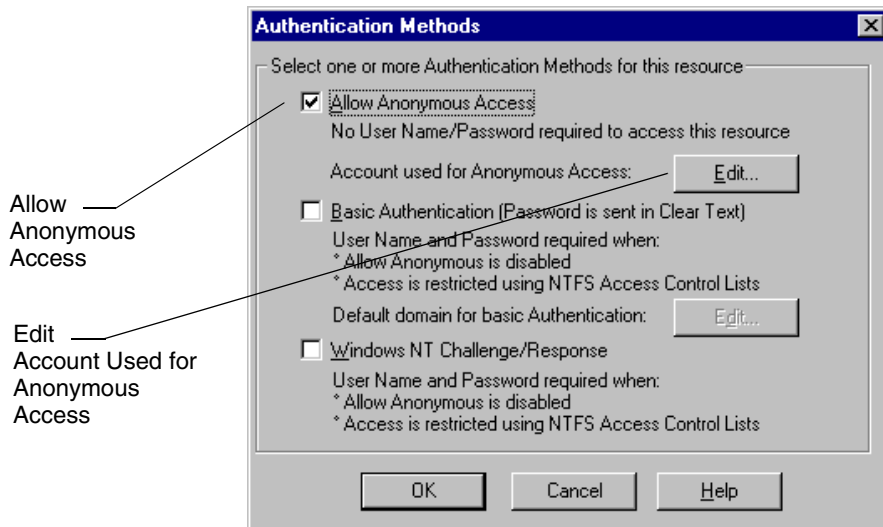 Authentication Methods
Select one or more Authentication Methods for this resource
Allow Anonymous Access
No User Name/Password required to access this resource
Account used for Anonymous Access:
Edit...
Basic Authentication (Password is sent in Clear Text)
User Name and Password required when:
* Allow Anonymous is disabled
* Access is restricted using NTFS Access Control Lists
Default domain for basic Authentication:
Edit...
Windows NT Challenge/Response
User Name and Password required when:
* Allow Anonymous is disabled
* Access is restricted using NTFS Access Control Lists
OK
Cancel
Help
Allow
Anonymous
Access
Edit
Account Used for
Anonymous
Access